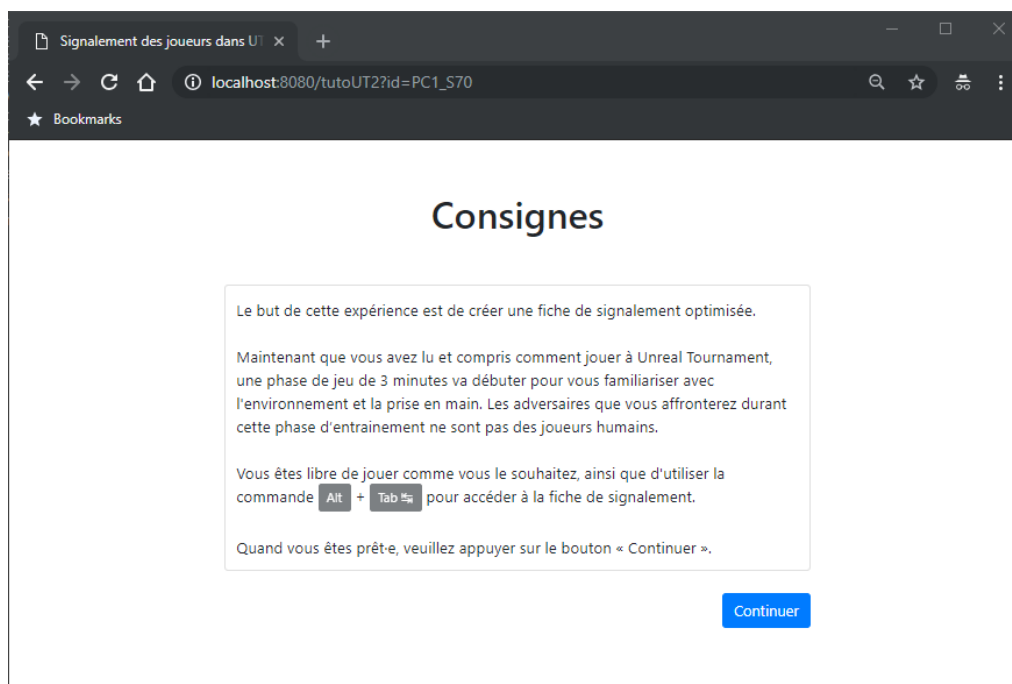 Signalement des joueurs dans UT
localhost:8080/tutoUT2?id=PC1_S70
Bookmarks
Consignes
Le but de cette expérience est de créer une fiche de signalement optimisée.
Maintenant que vous avez lu et compris comment jouer à Unreal Tournament,
une phase de jeu de 3 minutes va débuter pour vous familiariser avec
l'environnement et la prise en main. Les adversaires que vous affronterez durant
cette phase d'entrainement ne sont pas des joueurs humains.
Vous êtes libre de jouer comme vous le souhaitez, ainsi que d'utiliser la
commande Alt + Tab ↹ pour accéder à la fiche de signalement.
Quand vous êtes prêt·e, veuillez appuyer sur le bouton « Continuer ».
Continuer